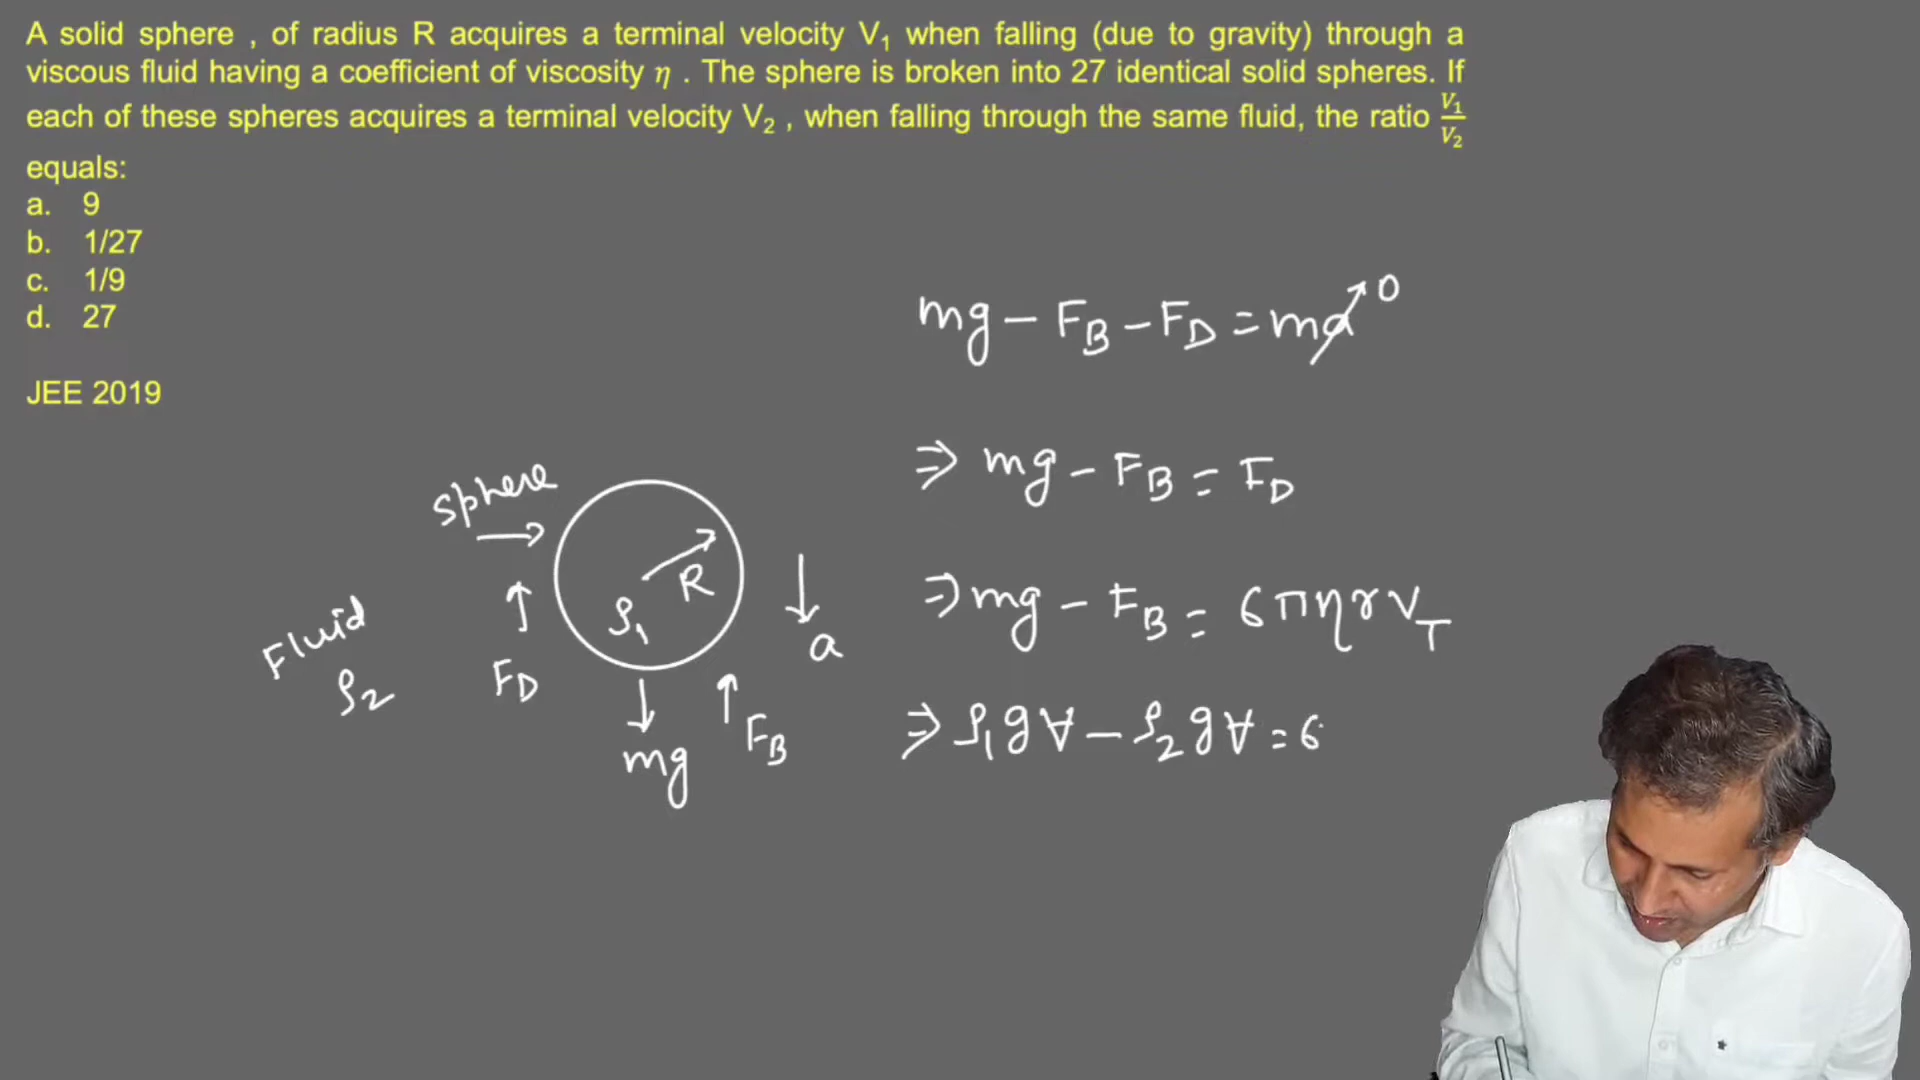 A solid sphere , of radius R acquires a terminal velocity V₁ when falling (due to gravity) through a
viscous fluid having a coefficient of viscosity η . The sphere is broken into 27 identical solid spheres. If
each of these spheres acquires a terminal velocity V₂ , when falling through the same fluid, the ratio V₁/V₂
equals:
a. 9
b. 1/27
c. 1/9
d. 27
JEE 2019
mg - F_B - F_D = ma 0
⇒ mg - F_B = F_D
⇒ mg - F_B = 6πηrV_T
⇒ ρ₁gV - ρ₂gV = 6
Sphere
→
R
ρ₁
Fluid
ρ₂
F_D
a
mg
F_B